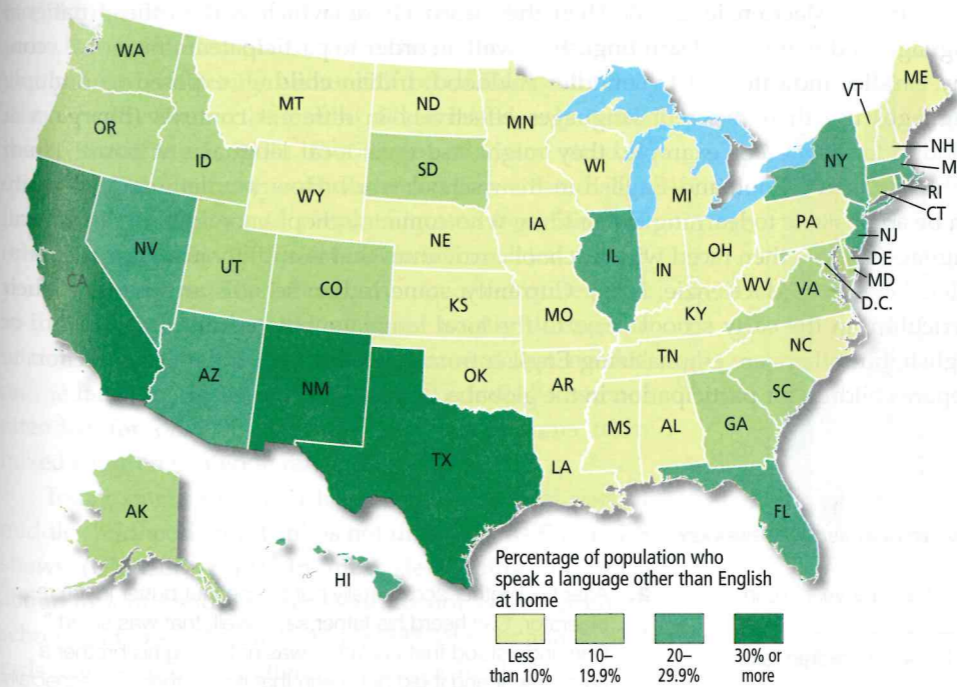 WA
OR
CA
NV
ID
MT
WY
UT
AZ
CO
NM
ND
SD
NE
KS
OK
TX
MN
IA
MO
AR
LA
WI
IL
MI
IN
OH
KY
TN
MS
AL
GA
FL
SC
NC
VA
WV
PA
NY
VT
ME
NH
M
RI
CT
NJ
DE
MD
D.C.
AK
HI
Percentage of population who
speak a language other than English
at home
Less
than 10%
10–
19.9%
20–
29.9%
30% or
more